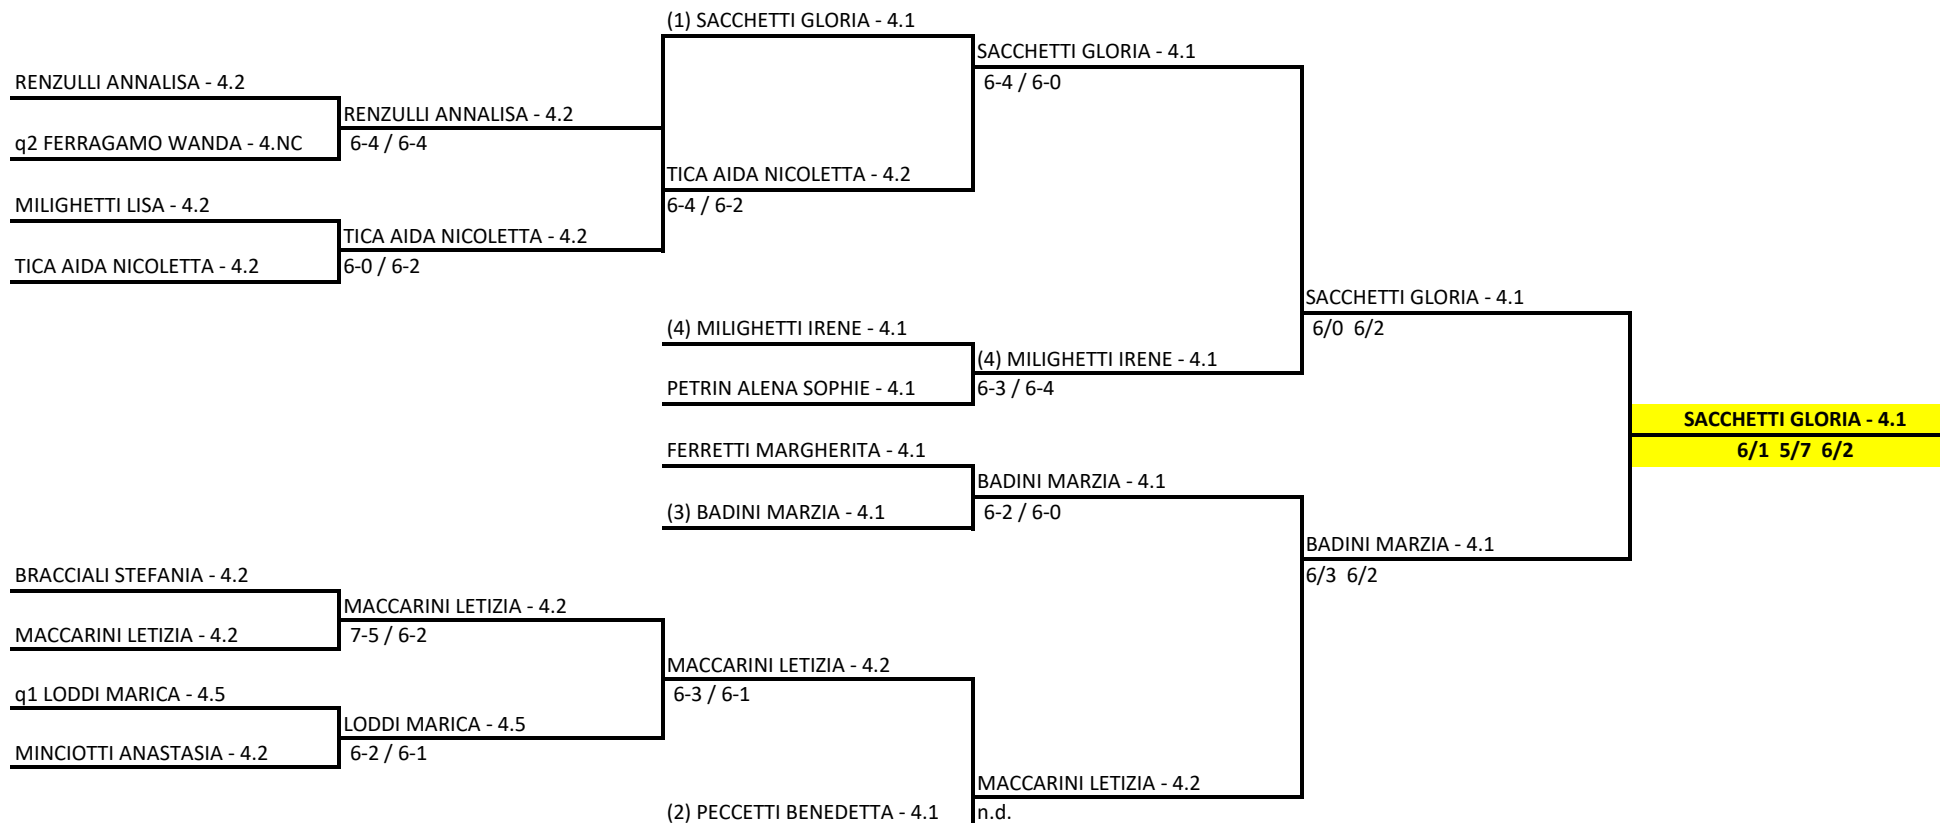 (1) SACCHETTI GLORIA - 4.1
SACCHETTI GLORIA - 4.1
6-4 / 6-0
RENZULLI ANNALISA - 4.2
RENZULLI ANNALISA - 4.2
6-4 / 6-4
q2 FERRAGAMO WANDA - 4.NC
TICA AIDA NICOLETTA - 4.2
6-4 / 6-2
MILIGHETTI LISA - 4.2
TICA AIDA NICOLETTA - 4.2
6-0 / 6-2
TICA AIDA NICOLETTA - 4.2
SACCHETTI GLORIA - 4.1
6/0 6/2
(4) MILIGHETTI IRENE - 4.1
(4) MILIGHETTI IRENE - 4.1
6-3 / 6-4
PETRIN ALENA SOPHIE - 4.1
SACCHETTI GLORIA - 4.1
6/1 5/7 6/2
FERRETTI MARGHERITA - 4.1
BADINI MARZIA - 4.1
6-2 / 6-0
(3) BADINI MARZIA - 4.1
BADINI MARZIA - 4.1
6/3 6/2
BRACCIALI STEFANIA - 4.2
MACCARINI LETIZIA - 4.2
7-5 / 6-2
MACCARINI LETIZIA - 4.2
MACCARINI LETIZIA - 4.2
6-3 / 6-1
q1 LODDI MARICA - 4.5
LODDI MARICA - 4.5
6-2 / 6-1
MINCIOTTI ANASTASIA - 4.2
MACCARINI LETIZIA - 4.2
n.d.
(2) PECCETTI BENEDETTA - 4.1